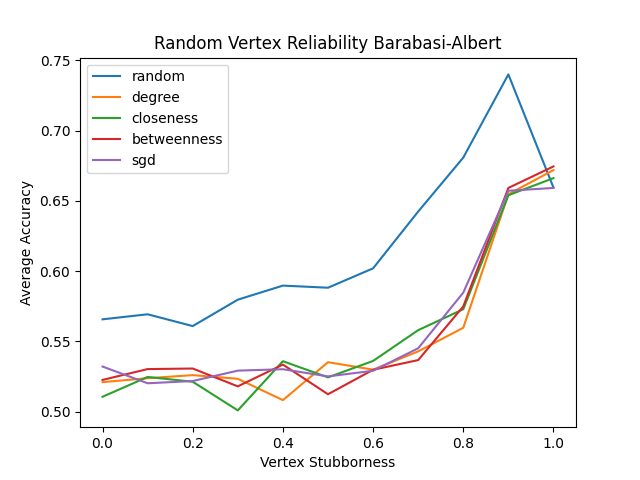 Random Vertex Reliability Barabasi-Albert
random
degree
closeness
betweenness
sgd
Average Accuracy
0.75
0.70
0.65
0.60
0.55
0.50
0.0 0.2 0.4 0.6 0.8 1.0
Vertex Stubborness